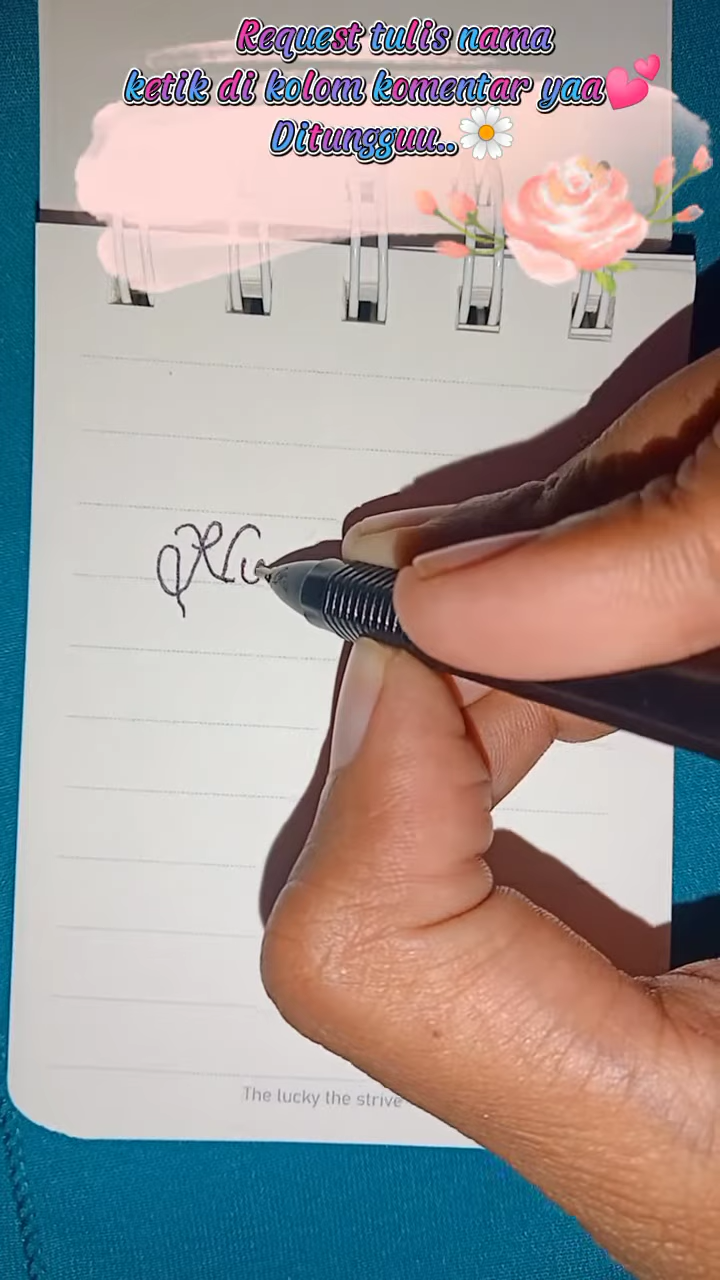 Request tulis nama
ketik di kolom komentar yaa💕
Ditungguu..🌼
The lucky the strive